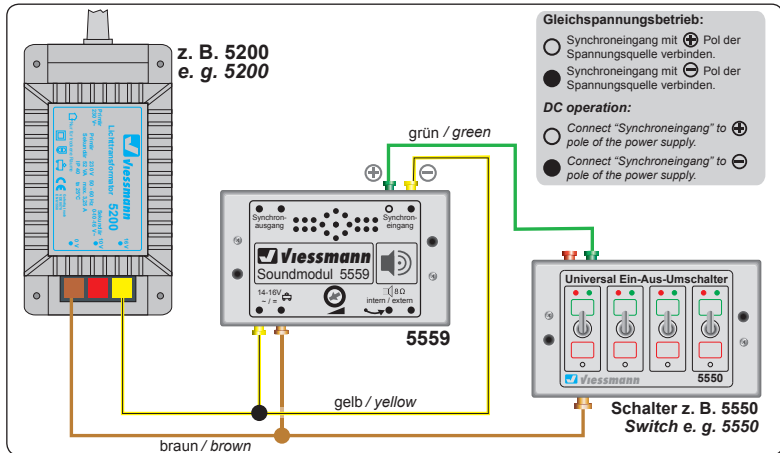 z. B. 5200
e. g. 5200
Gleichspannungsbetrieb:
Synchroneingang mit ⊕ Pol der
Spannungsquelle verbinden.
Synchroneingang mit ⊖ Pol der
Spannungsquelle verbinden.
DC operation:
Connect “Synchroneingang” to ⊕
pole of the power supply.
Connect “Synchroneingang” to ⊖
pole of the power supply.
Viessmann
Lichttransformator
5200
grün / green
⊕ ⊖
Synchron-
ausgang
Synchron-
eingang
Viessmann
Soundmodul 5559
14-16V
~ / =
8 Ω
intern / extern
5559
Universal Ein-Aus-Umschalter
Viessmann
5550
Schalter z. B. 5550
Switch e. g. 5550
gelb / yellow
braun / brown